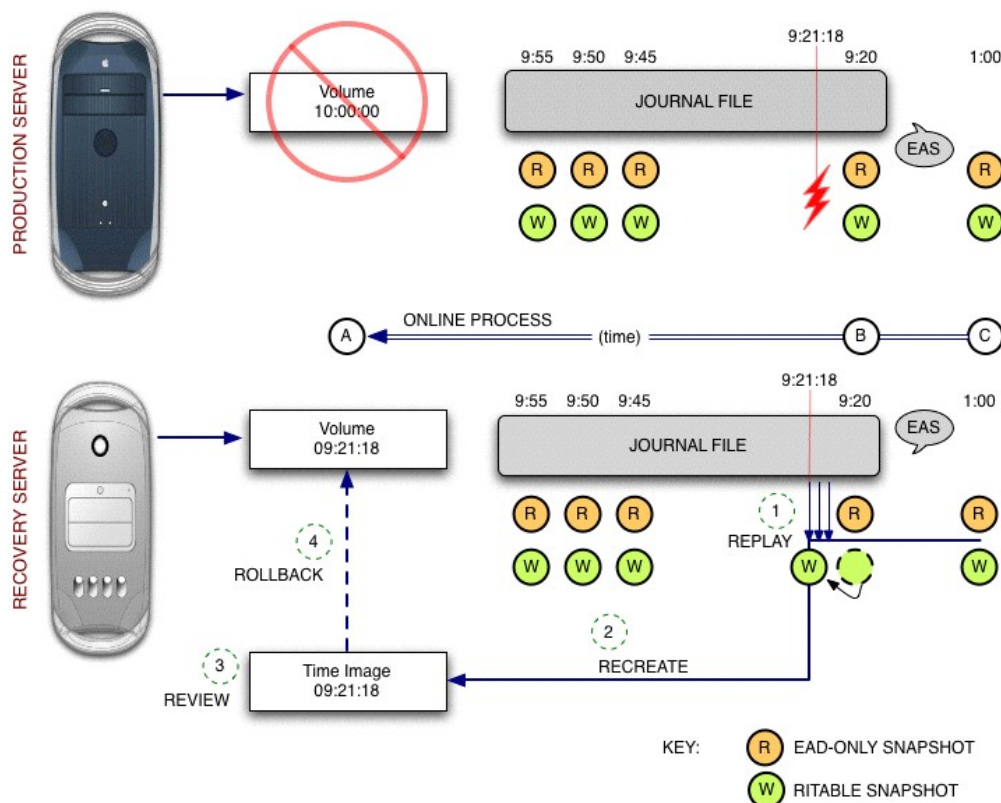 PRODUCTION SERVER
Volume
10:00:00
9:21:18
9:55 9:50 9:45 9:20 1:00
JOURNAL FILE
EAS
R R R R R
W W W W W
A ONLINE PROCESS (time) B C
RECOVERY SERVER
Volume
09:21:18
9:21:18
9:55 9:50 9:45 9:20 1:00
JOURNAL FILE
EAS
R R R R R
1
REPLAY
W W W W W
4
ROLLBACK
2
RECREATE
3
REVIEW
Time Image
09:21:18
KEY:
R EAD-ONLY SNAPSHOT
W RITABLE SNAPSHOT